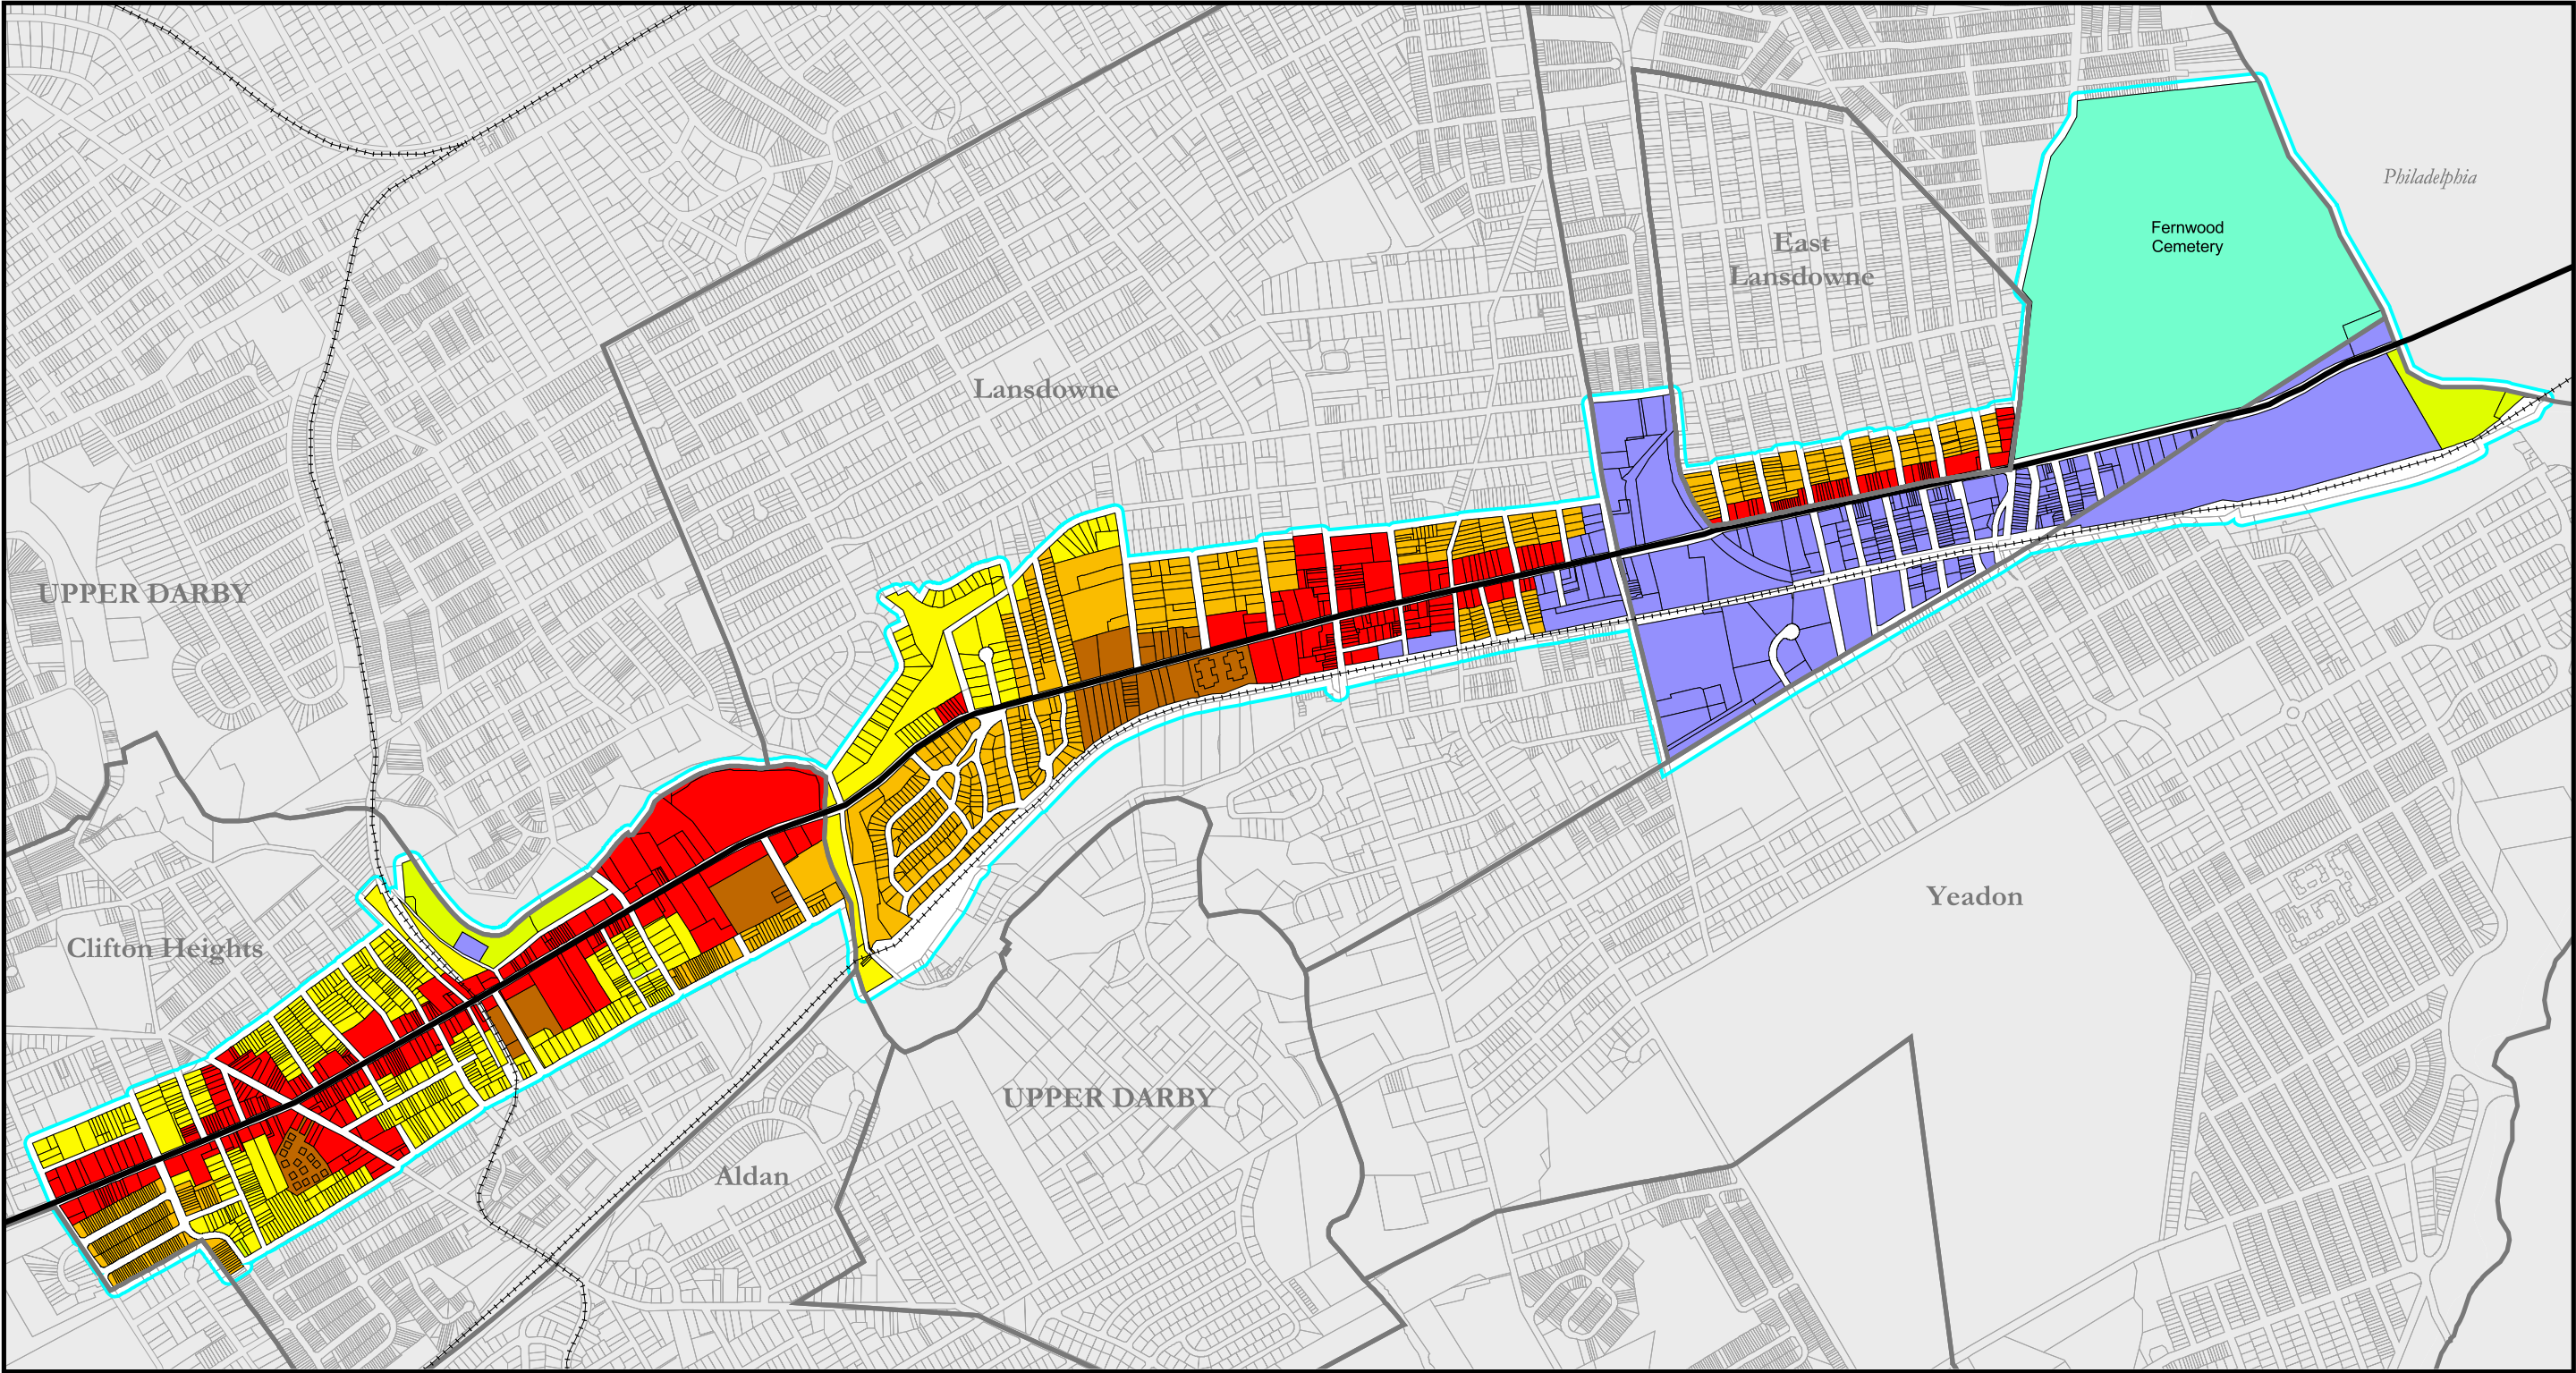 Philadelphia
Fernwood
Cemetery
East
Lansdowne
Lansdowne
UPPER DARBY
Yeadon
Clifton Heights
UPPER DARBY
Aldan